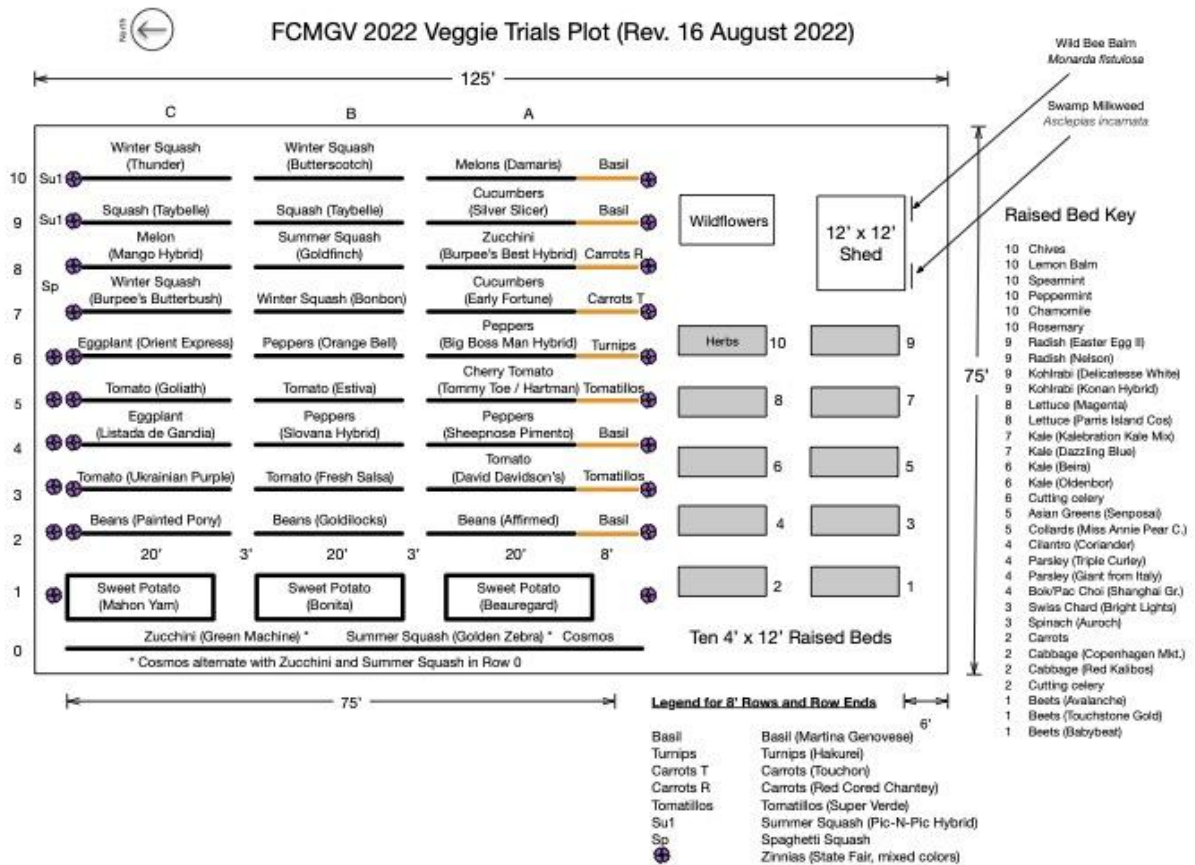 North
FCMGV 2022 Veggie Trials Plot (Rev. 16 August 2022)
Wild Bee Balm
Monarda fistulosa
Swamp Milkweed
Asclepias incarnata
125'
C B A
Winter Squash
(Thunder)
Winter Squash
(Butterscotch)
Melons (Damaris)
Basil
10 Su1
Squash (Taybelle)
Squash (Taybelle)
Cucumbers
(Silver Slicer)
Basil
9 Su1
Melon
(Mango Hybrid)
Summer Squash
(Goldfinch)
Zucchini
(Burpee's Best Hybrid)
Carrots R
8
Sp
Winter Squash
(Burpee's Butterbush)
Winter Squash (Bonbon)
Cucumbers
(Early Fortune)
Carrots T
7
Eggplant (Orient Express)
Peppers (Orange Bell)
Peppers
(Big Boss Man Hybrid)
Turnips
6
Tomato (Goliath)
Tomato (Estiva)
Cherry Tomato
(Tommy Toe / Hartman)
Tomatillos
5
Eggplant
(Listada de Gandia)
Peppers
(Slovana Hybrid)
Peppers
(Sheepnose Pimento)
Basil
4
Tomato (Ukrainian Purple)
Tomato (Fresh Salsa)
Tomato
(David Davidson's)
Tomatillos
3
Beans (Painted Pony)
Beans (Goldilocks)
Beans (Affirmed)
Basil
2
20' 3' 20' 3' 20' 8'
1
Sweet Potato
(Mahon Yam)
Sweet Potato
(Bonita)
Sweet Potato
(Beauregard)
Zucchini (Green Machine) * Summer Squash (Golden Zebra) * Cosmos
0
* Cosmos alternate with Zucchini and Summer Squash in Row 0
75'
Wildflowers
12' x 12'
Shed
Herbs 10 9
8 7
6 5
4 3
2 1
Ten 4' x 12' Raised Beds
75'
6'
Raised Bed Key
10 Chives
10 Lemon Balm
10 Spearmint
10 Peppermint
10 Chamomile
10 Rosemary
9 Radish (Easter Egg II)
9 Radish (Nelson)
9 Kohlrabi (Delicatesse White)
9 Kohlrabi (Konan Hybrid)
8 Lettuce (Magenta)
8 Lettuce (Parris Island Cos)
7 Kale (Kalebration Kale Mix)
7 Kale (Dazzling Blue)
6 Kale (Beira)
6 Kale (Oldenbor)
6 Cutting celery
5 Asian Greens (Senposai)
5 Collards (Miss Annie Pear C.)
4 Cilantro (Coriander)
4 Parsley (Triple Curley)
4 Parsley (Giant from Italy)
4 Bok/Pac Choi (Shanghai Gr.)
3 Swiss Chard (Bright Lights)
3 Spinach (Auroch)
2 Carrots
2 Cabbage (Copenhagen Mkt.)
2 Cabbage (Red Kalibos)
2 Cutting celery
1 Beets (Avalanche)
1 Beets (Touchstone Gold)
1 Beets (Babybeat)
Legend for 8' Rows and Row Ends
Basil Basil (Martina Genovese)
Turnips Turnips (Hakurei)
Carrots T Carrots (Touchon)
Carrots R Carrots (Red Cored Chantey)
Tomatillos Tomatillos (Super Verde)
Su1 Summer Squash (Pic-N-Pic Hybrid)
Sp Spaghetti Squash
Zinnias (State Fair, mixed colors)